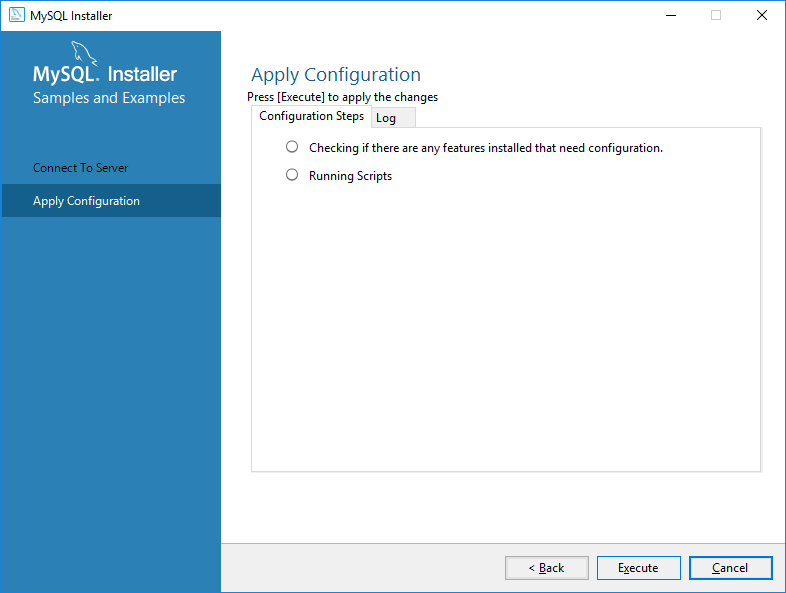 MySQL Installer
MySQL. Installer
Samples and Examples
Connect To Server
Apply Configuration
Apply Configuration
Press [Execute] to apply the changes
Configuration Steps
Log
Checking if there are any features installed that need configuration.
Running Scripts
< Back
Execute
Cancel